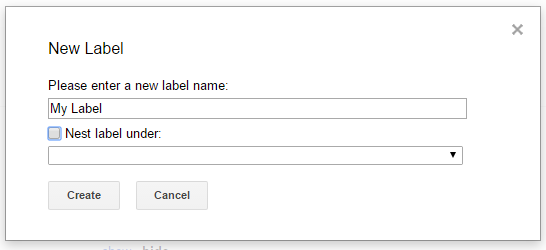 New Label
Please enter a new label name:
My Label
Nest label under:
Create Cancel